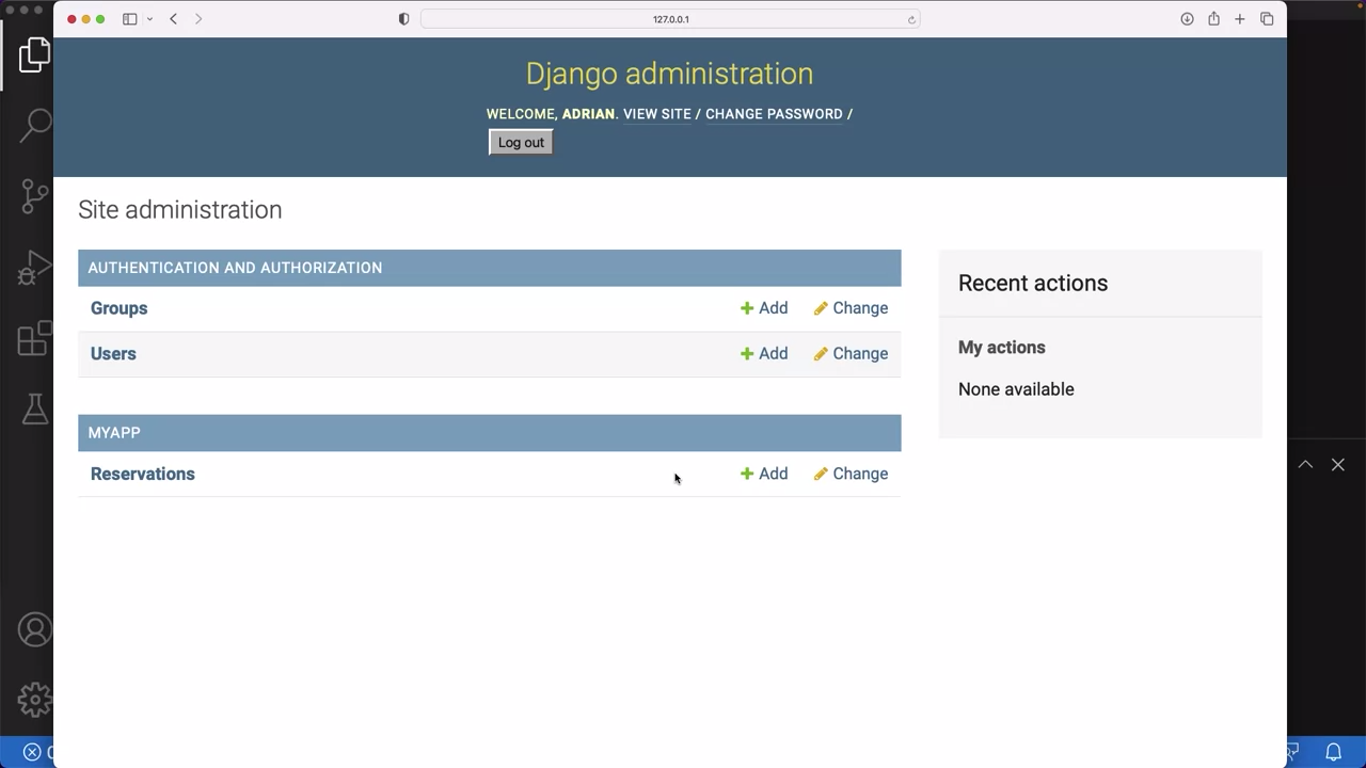 127.0.0.1
Django administration
WELCOME, ADRIAN. VIEW SITE / CHANGE PASSWORD /
Log out
Site administration
AUTHENTICATION AND AUTHORIZATION
Groups Add Change
Users Add Change
MYAPP
Reservations Add Change
Recent actions
My actions
None available